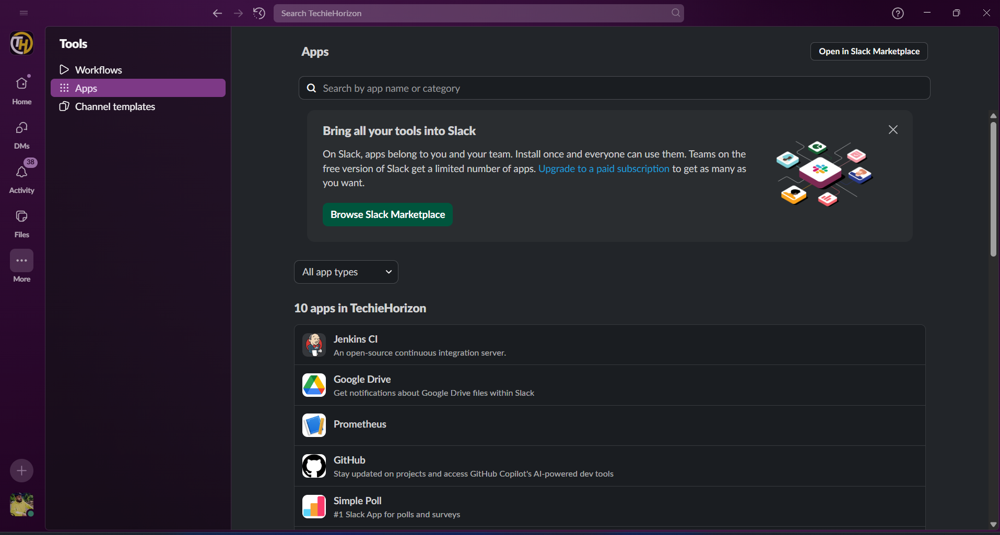 Search TechieHorizon
TH
Home
DMs
38
Activity
Files
More
Tools
Workflows
Apps
Channel templates
Apps
Open in Slack Marketplace
Search by app name or category
Bring all your tools into Slack
On Slack, apps belong to you and your team. Install once and everyone can use them. Teams on the
free version of Slack get a limited number of apps. Upgrade to a paid subscription to get as many as
you want.
Browse Slack Marketplace
All app types
10 apps in TechieHorizon
Jenkins CI
An open-source continuous integration server.
Google Drive
Get notifications about Google Drive files within Slack
Prometheus
GitHub
Stay updated on projects and access GitHub Copilot's AI-powered dev tools
Simple Poll
#1 Slack App for polls and surveys